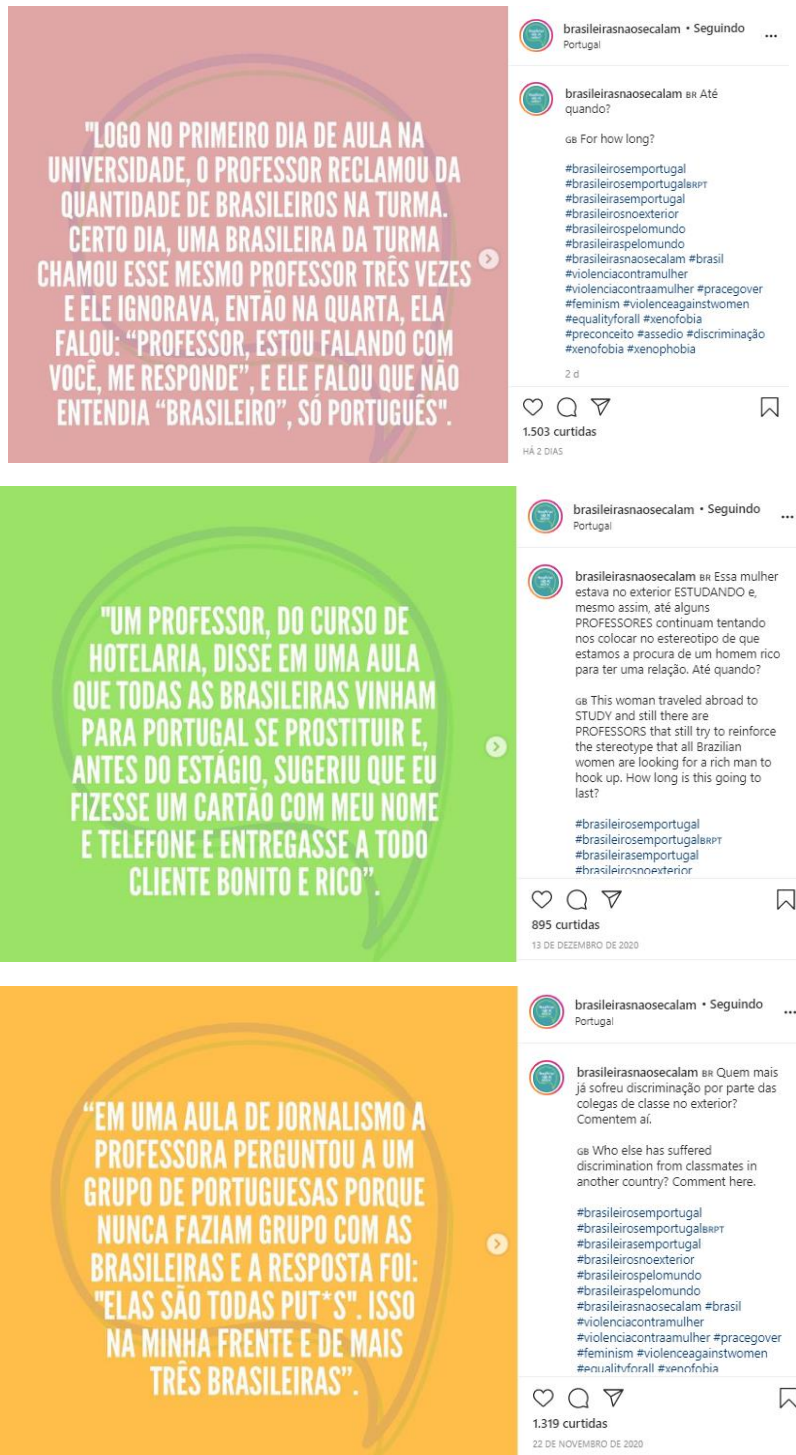 "LOGO NO PRIMEIRO DIA DE AULA NA
UNIVERSIDADE, O PROFESSOR RECLAMOU DA
QUANTIDADE DE BRASILEIROS NA TURMA.
CERTO DIA, UMA BRASILEIRA DA TURMA
CHAMOU ESSE MESMO PROFESSOR TRÊS VEZES
E ELE IGNORAVA, ENTÃO NA QUARTA, ELA
FALOU: “PROFESSOR, ESTOU FALANDO COM
VOCÊ, ME RESPONDE”, E ELE FALOU QUE NÃO
ENTENDIA “BRASILEIRO”, SÓ PORTUGUÊS".
brasileirasnaosecalam • Seguindo
Portugal
brasileirasnaosecalam BR Até
quando?
GB For how long?
#brasileirosemportugal
#brasileirosemportugalBRPT
#brasileirasemportugal
#brasileirosnoexterior
#brasileirospelomundo
#brasileiraspelomundo
#brasileirasnaosecalam #brasil
#violenciacontramulher
#violenciacontraamulher #pracegover
#feminism #violenceagainstwomen
#equalityforall #xenofobia
#preconceito #assedio #discriminação
#xenofobia #xenophobia
2 d
1.503 curtidas
HÁ 2 DIAS
"UM PROFESSOR, DO CURSO DE
HOTELARIA, DISSE EM UMA AULA
QUE TODAS AS BRASILEIRAS VINHAM
PARA PORTUGAL SE PROSTITUIR E,
ANTES DO ESTÁGIO, SUGERIU QUE EU
FIZESSE UM CARTÃO COM MEU NOME
E TELEFONE E ENTREGASSE A TODO
CLIENTE BONITO E RICO”.
brasileirasnaosecalam • Seguindo
Portugal
brasileirasnaosecalam BR Essa mulher
estava no exterior ESTUDANDO e,
mesmo assim, até alguns
PROFESSORES continuam tentando
nos colocar no estereotipo de que
estamos a procura de um homem rico
para ter uma relação. Até quando?
GB This woman traveled abroad to
STUDY and still there are
PROFESSORS that still try to reinforce
the stereotype that all Brazilian
women are looking for a rich man to
hook up. How long is this going to
last?
#brasileirosemportugal
#brasileirosemportugalBRPT
#brasileirasemportugal
#brasileirosnoexterior
895 curtidas
13 DE DEZEMBRO DE 2020
“EM UMA AULA DE JORNALISMO A
PROFESSORA PERGUNTOU A UM
GRUPO DE PORTUGUESAS PORQUE
NUNCA FAZIAM GRUPO COM AS
BRASILEIRAS E A RESPOSTA FOI:
"ELAS SÃO TODAS PUT*S". ISSO
NA MINHA FRENTE E DE MAIS
TRÊS BRASILEIRAS”.
brasileirasnaosecalam • Seguindo
Portugal
brasileirasnaosecalam BR Quem mais
já sofreu discriminação por parte das
colegas de classe no exterior?
Comentem aí.
GB Who else has suffered
discrimination from classmates in
another country? Comment here.
#brasileirosemportugal
#brasileirosemportugalBRPT
#brasileirasemportugal
#brasileirosnoexterior
#brasileirospelomundo
#brasileiraspelomundo
#brasileirasnaosecalam #brasil
#violenciacontramulher
#violenciacontraamulher #pracegover
#feminism #violenceagainstwomen
#equalityforall #xenofobia
1.319 curtidas
22 DE NOVEMBRO DE 2020